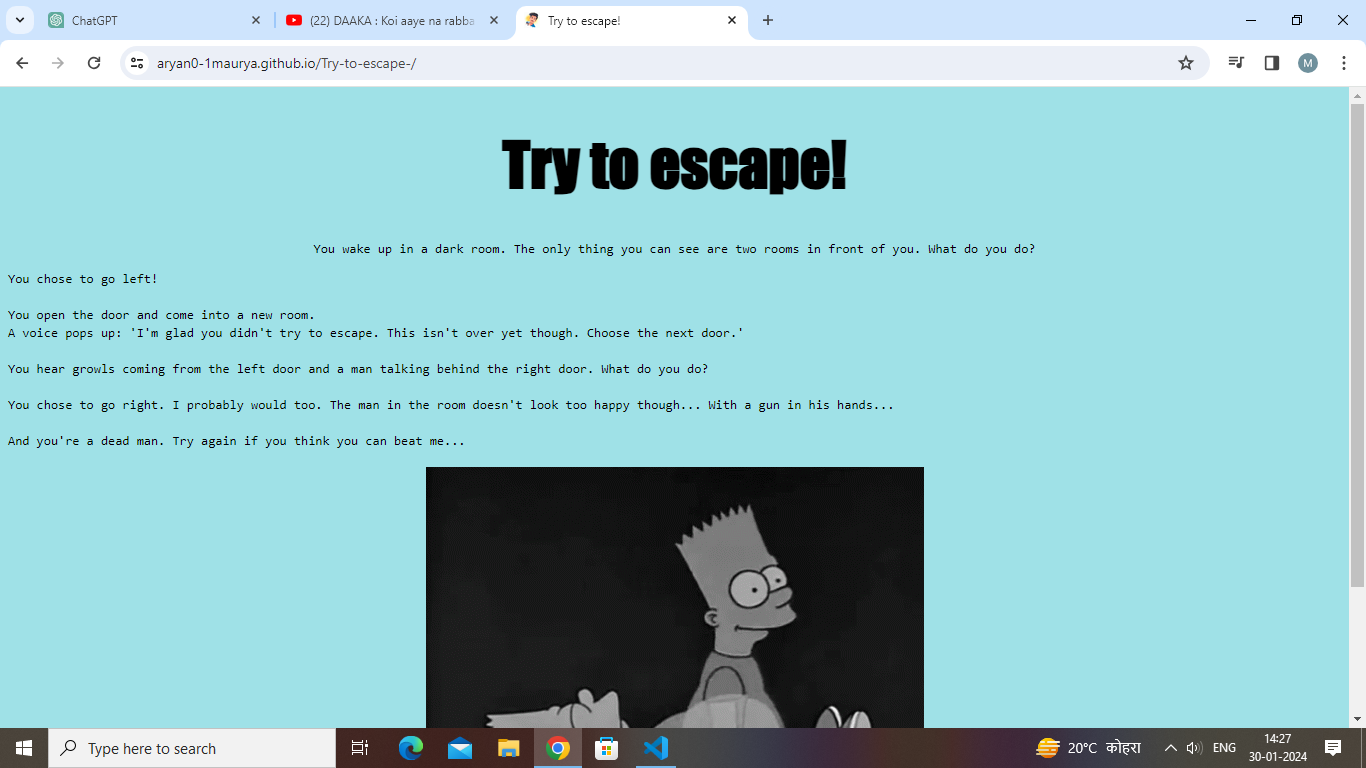 ChatGPT
(22) DAAKA : Koi aaye na rabba
Try to escape!
aryan0-1maurya.github.io/Try-to-escape-/
M
Try to escape!
You wake up in a dark room. The only thing you can see are two rooms in front of you. What do you do?
You chose to go left!
You open the door and come into a new room.
A voice pops up: 'I'm glad you didn't try to escape. This isn't over yet though. Choose the next door.'
You hear growls coming from the left door and a man talking behind the right door. What do you do?
You chose to go right. I probably would too. The man in the room doesn't look too happy though... With a gun in his hands...
And you're a dead man. Try again if you think you can beat me...
Type here to search
20°C कोहरा
ENG
14:27
30-01-2024